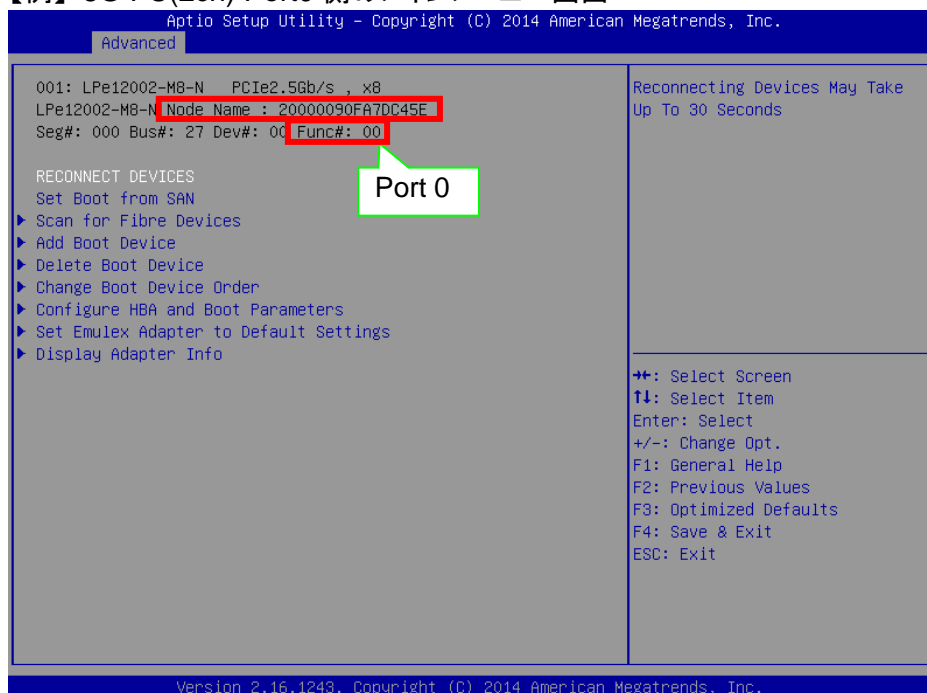 Aptio Setup Utility – Copyright (C) 2014 American Megatrends, Inc.
Advanced
001: LPe12002-M8-N PCIe2.5Gb/s , x8
LPe12002-M8-N Node Name : 20000090FA7DC45E
Seg#: 000 Bus#: 27 Dev#: 00 Func#: 00
Port 0
RECONNECT DEVICES
Set Boot from SAN
Scan for Fibre Devices
Add Boot Device
Delete Boot Device
Change Boot Device Order
Configure HBA and Boot Parameters
Set Emulex Adapter to Default Settings
Display Adapter Info
Reconnecting Devices May Take
Up To 30 Seconds
→←: Select Screen
↑↓: Select Item
Enter: Select
+/-: Change Opt.
F1: General Help
F2: Previous Values
F3: Optimized Defaults
F4: Save & Exit
ESC: Exit
Version 2.16.1243. Copyright (C) 2014 American Megatrends, Inc.